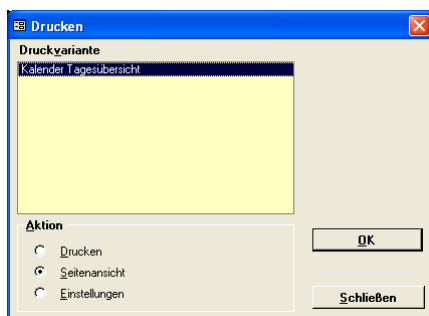 Drucken
Druckvariante
Kalender Tagesübersicht
Aktion
Drucken
Seitenansicht
Einstellungen
OK
Schließen